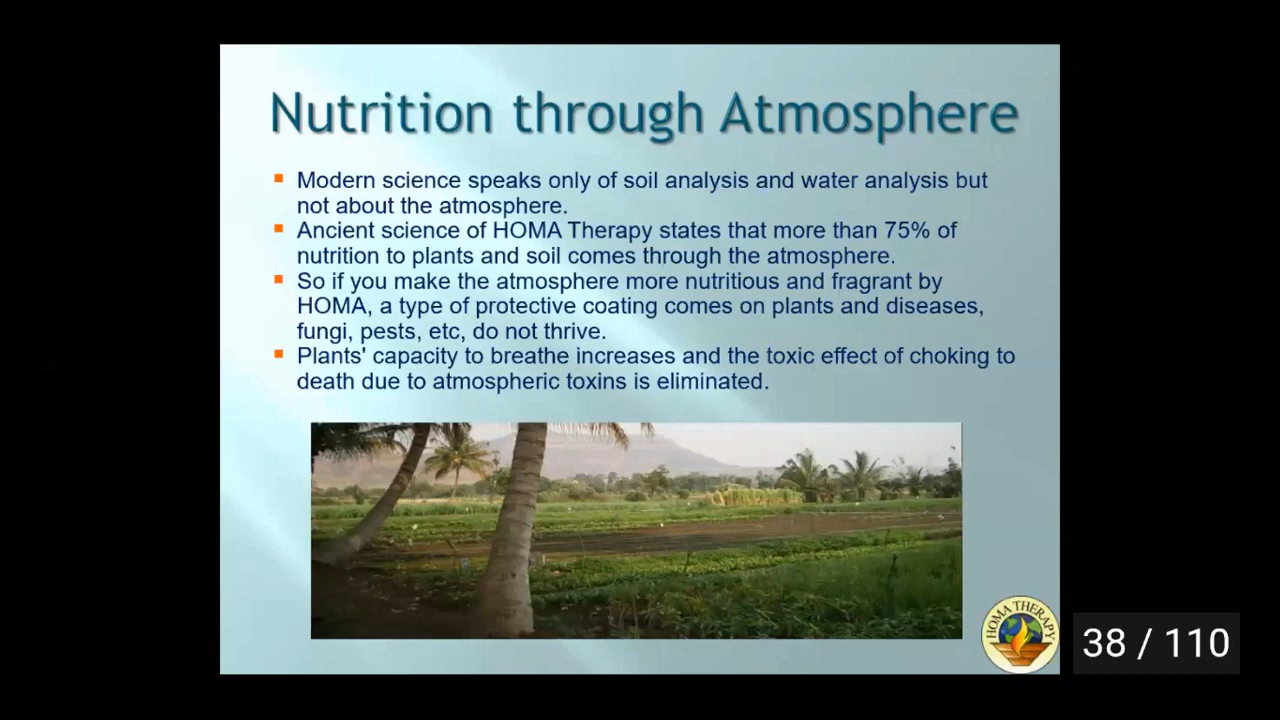 Nutrition through Atmosphere
Modern science speaks only of soil analysis and water analysis but
not about the atmosphere.
Ancient science of HOMA Therapy states that more than 75% of
nutrition to plants and soil comes through the atmosphere.
So if you make the atmosphere more nutritious and fragrant by
HOMA, a type of protective coating comes on plants and diseases,
fungi, pests, etc, do not thrive.
Plants' capacity to breathe increases and the toxic effect of choking to
death due to atmospheric toxins is eliminated.
HOMA THERAPY
38 / 110